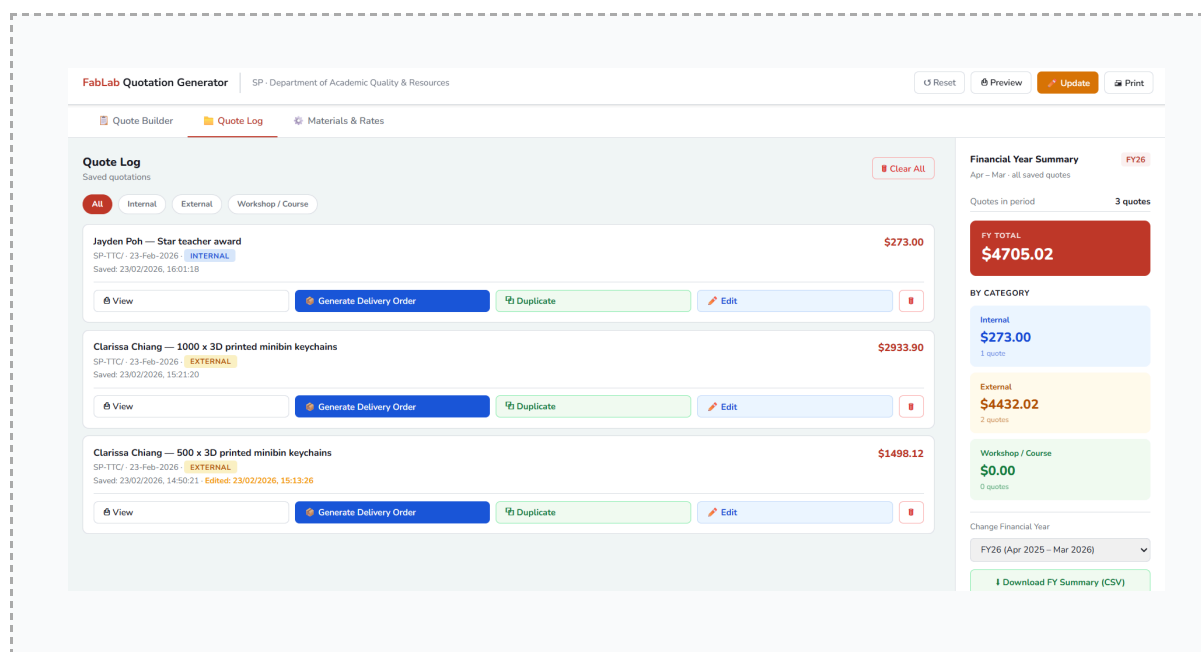 FabLab Quotation Generator SP · Department of Academic Quality & Resources
Reset Preview Update Print
Quote Builder Quote Log Materials & Rates
Quote Log
Saved quotations
Clear All
All Internal External Workshop / Course
Jayden Poh — Star teacher award $273.00
SP-TTC/ · 23-Feb-2026 · INTERNAL
Saved: 23/02/2026, 16:01:18
View Generate Delivery Order Duplicate Edit
Clarissa Chiang — 1000 x 3D printed minibin keychains $2933.90
SP-TTC/ · 23-Feb-2026 · EXTERNAL
Saved: 23/02/2026, 15:21:20
View Generate Delivery Order Duplicate Edit
Clarissa Chiang — 500 x 3D printed minibin keychains $1498.12
SP-TTC/ · 23-Feb-2026 · EXTERNAL
Saved: 23/02/2026, 14:50:21 · Edited: 23/02/2026, 15:13:26
View Generate Delivery Order Duplicate Edit
Financial Year Summary FY26
Apr – Mar · all saved quotes
Quotes in period 3 quotes
FY TOTAL
$4705.02
BY CATEGORY
Internal
$273.00
1 quote
External
$4432.02
2 quotes
Workshop / Course
$0.00
0 quotes
Change Financial Year
FY26 (Apr 2025 – Mar 2026)
Download FY Summary (CSV)